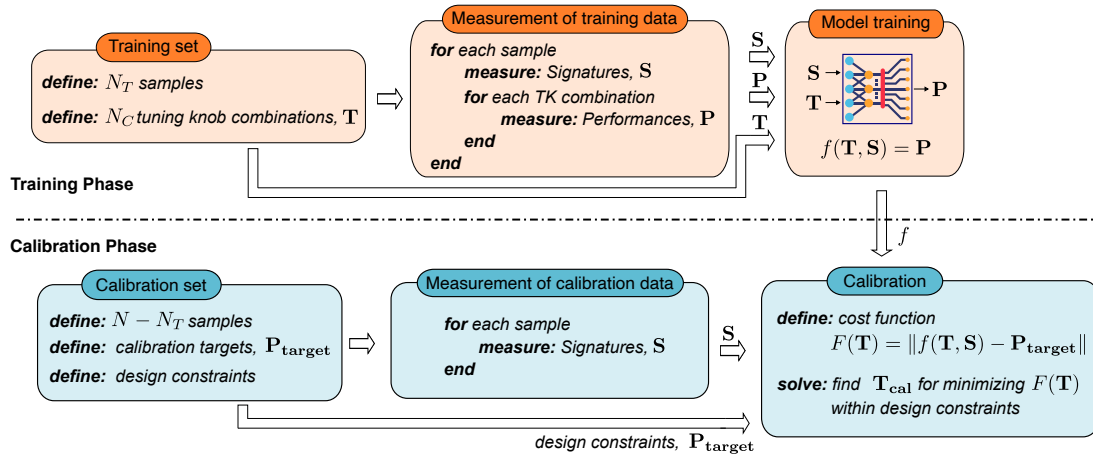 Training set
define: N_T samples
define: N_C tuning knob combinations, T
Measurement of training data
for each sample
measure: Signatures, S
for each TK combination
measure: Performances, P
end
end
S
P
T
Model training
S
T
P
f(T, S) = P
Training Phase
f
Calibration Phase
Calibration set
define: N − N_T samples
define: calibration targets, P_target
define: design constraints
Measurement of calibration data
for each sample
measure: Signatures, S
end
S
Calibration
define: cost function
F(T) = ‖f(T, S) − P_target‖
solve: find T_cal for minimizing F(T)
within design constraints
design constraints, P_target